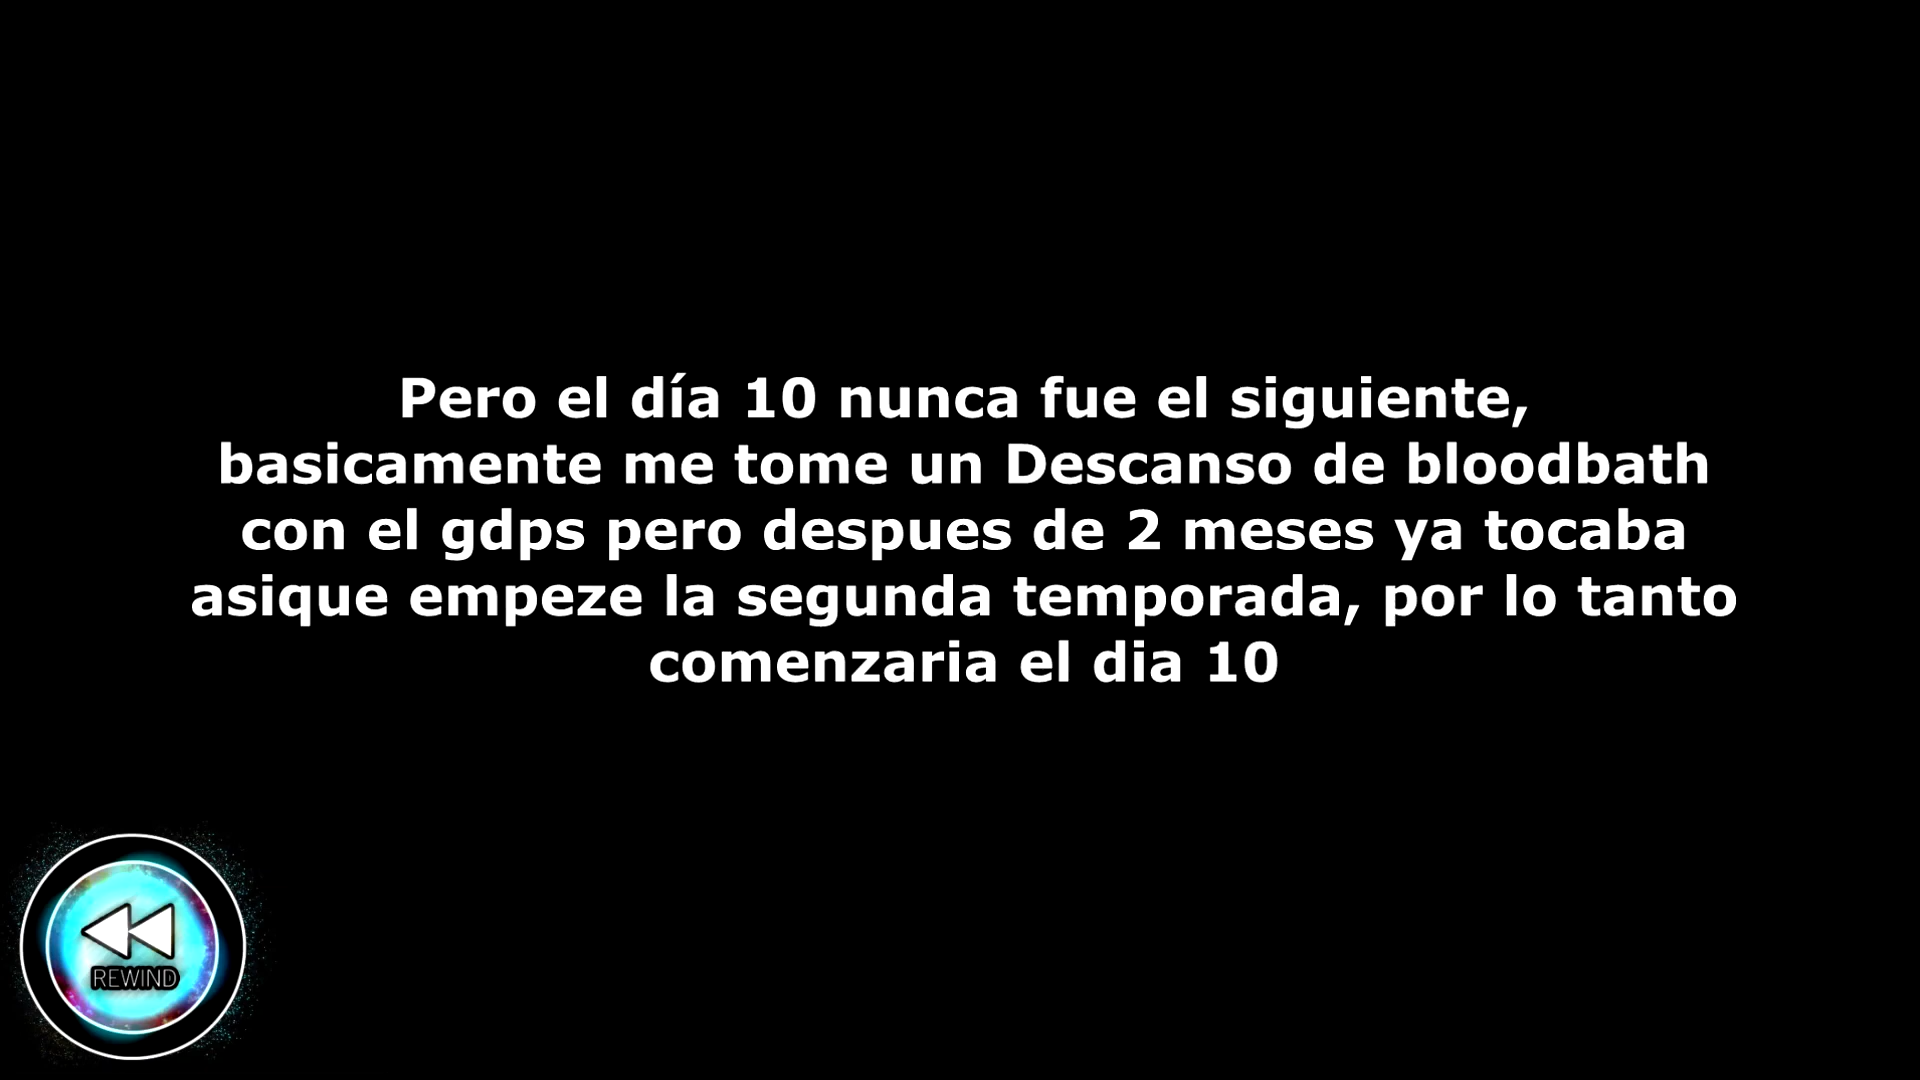 Pero el día 10 nunca fue el siguiente,
basicamente me tome un Descanso de bloodbath
con el gdps pero despues de 2 meses ya tocaba
asique empeze la segunda temporada, por lo tanto
comenzaria el dia 10
REWIND